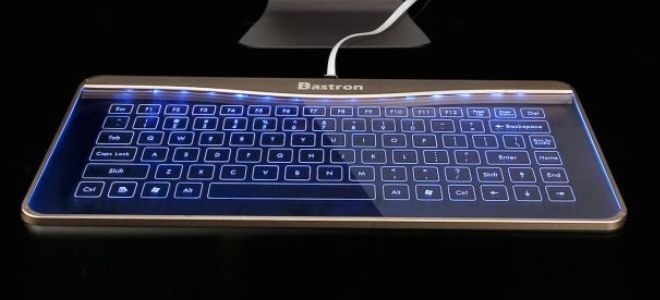 Bastron
Esc F1 F2 F3 F4 F5 F6 F7 F8 F9 F10 F11 F12 Del
Backspace
Tab Q W E R T Y U I O P
Caps Lock A S D F G H J K L Enter Home
Shift Z X C V B N M Shift End
Ctrl Alt Alt Ctrl